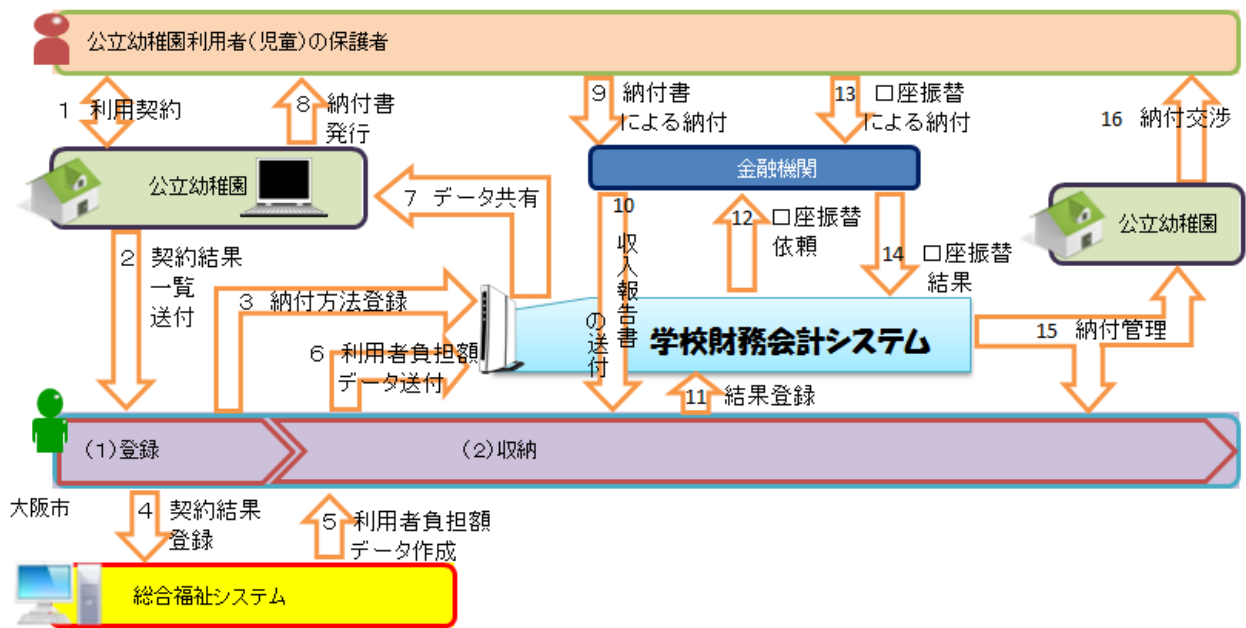 公立幼稚園利用者(児童)の保護者
1 利用契約
8 納付書
発行
9 納付書
による納付
13 口座振替
による納付
16 納付交渉
公立幼稚園
金融機関
公立幼稚園
7 データ共有
2 契約結果
一覧
送付
3 納付方法登録
10
収入報告書
の送付
12 口座振替
依頼
14 口座振替
結果
6 利用者負担額
データ送付
学校財務会計システム
15 納付管理
11 結果登録
(1)登録
(2)収納
大阪市
4 契約結果
登録
5 利用者負担額
データ作成
総合福祉システム